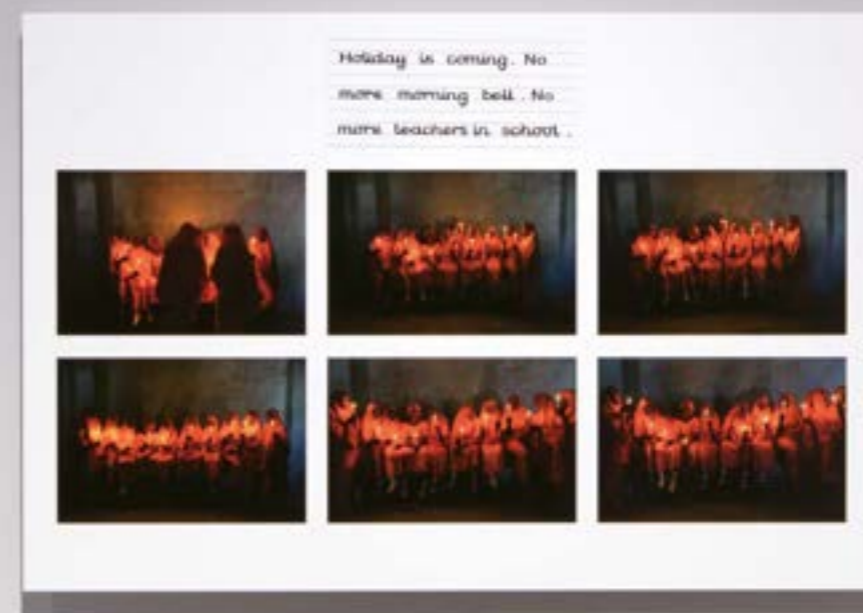 Holiday is coming. No
more morning bell. No
more teachers in school.